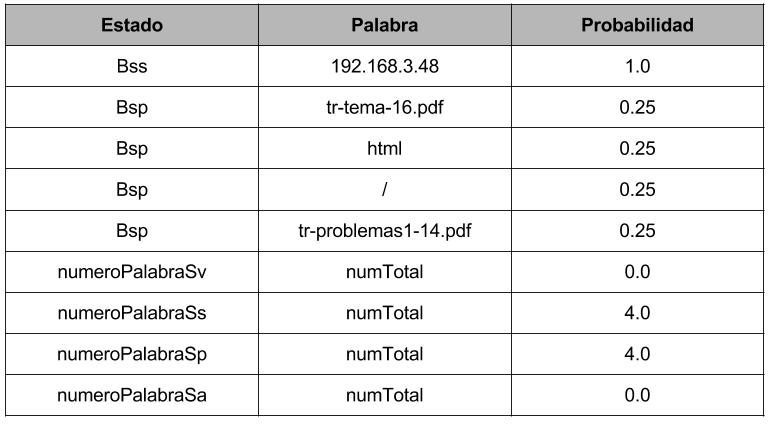 Estado Palabra Probabilidad
Bss 192.168.3.48 1.0
Bsp tr-tema-16.pdf 0.25
Bsp html 0.25
Bsp / 0.25
Bsp tr-problemas1-14.pdf 0.25
numeroPalabraSv numTotal 0.0
numeroPalabraSs numTotal 4.0
numeroPalabraSp numTotal 4.0
numeroPalabraSa numTotal 0.0